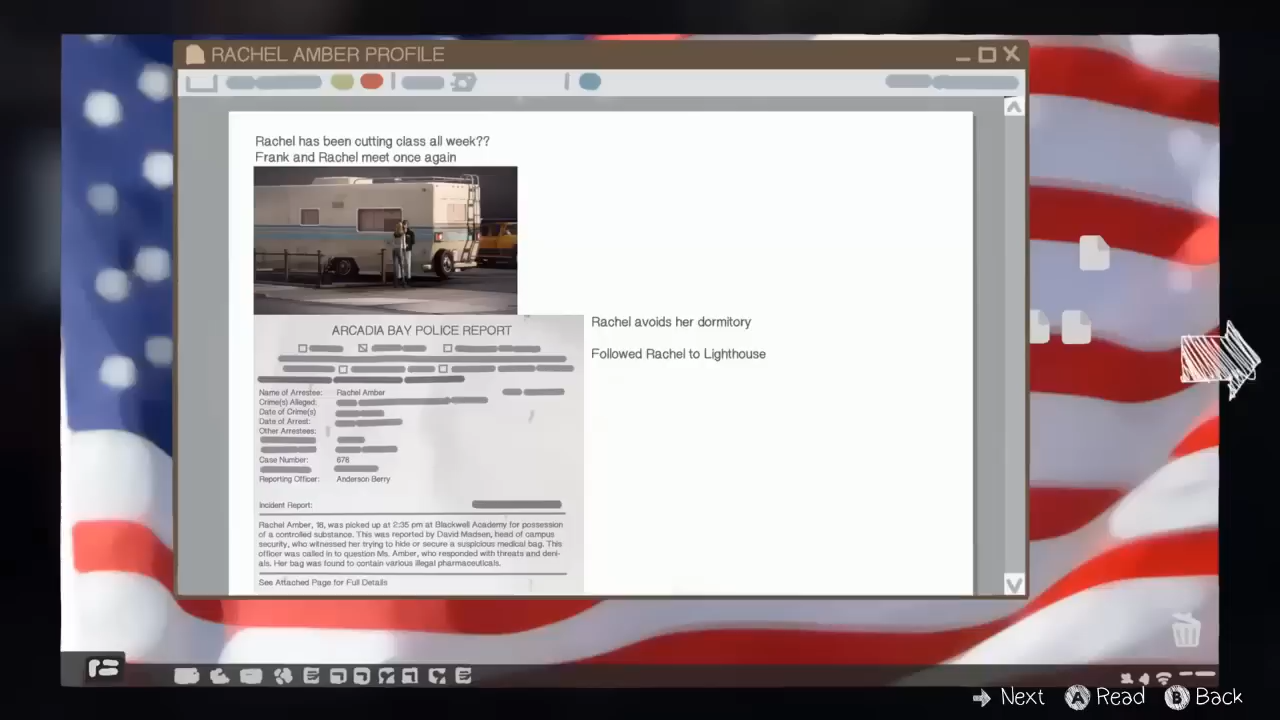 RACHEL AMBER PROFILE
Rachel has been cutting class all week??
Frank and Rachel meet once again
ARCADIA BAY POLICE REPORT
Name of Arrestee: Rachel Amber
Crime(s) Alleged:
Date of Crime(s)
Date of Arrest:
Other Arrestees:
Case Number: 678
Reporting Officer: Anderson Berry
Incident Report:
Rachel Amber, 18, was picked up at 2:35 pm at Blackwell Academy for possession
of a controlled substance. This was reported by David Madsen, head of campus
security, who witnessed her trying to hide or secure a suspicious medical bag. This
officer was called in to question Ms. Amber, who responded with threats and deni-
als. Her bag was found to contain various illegal pharmaceuticals.
See Attached Page for Full Details
Rachel avoids her dormitory
Followed Rachel to Lighthouse
Next A Read B Back